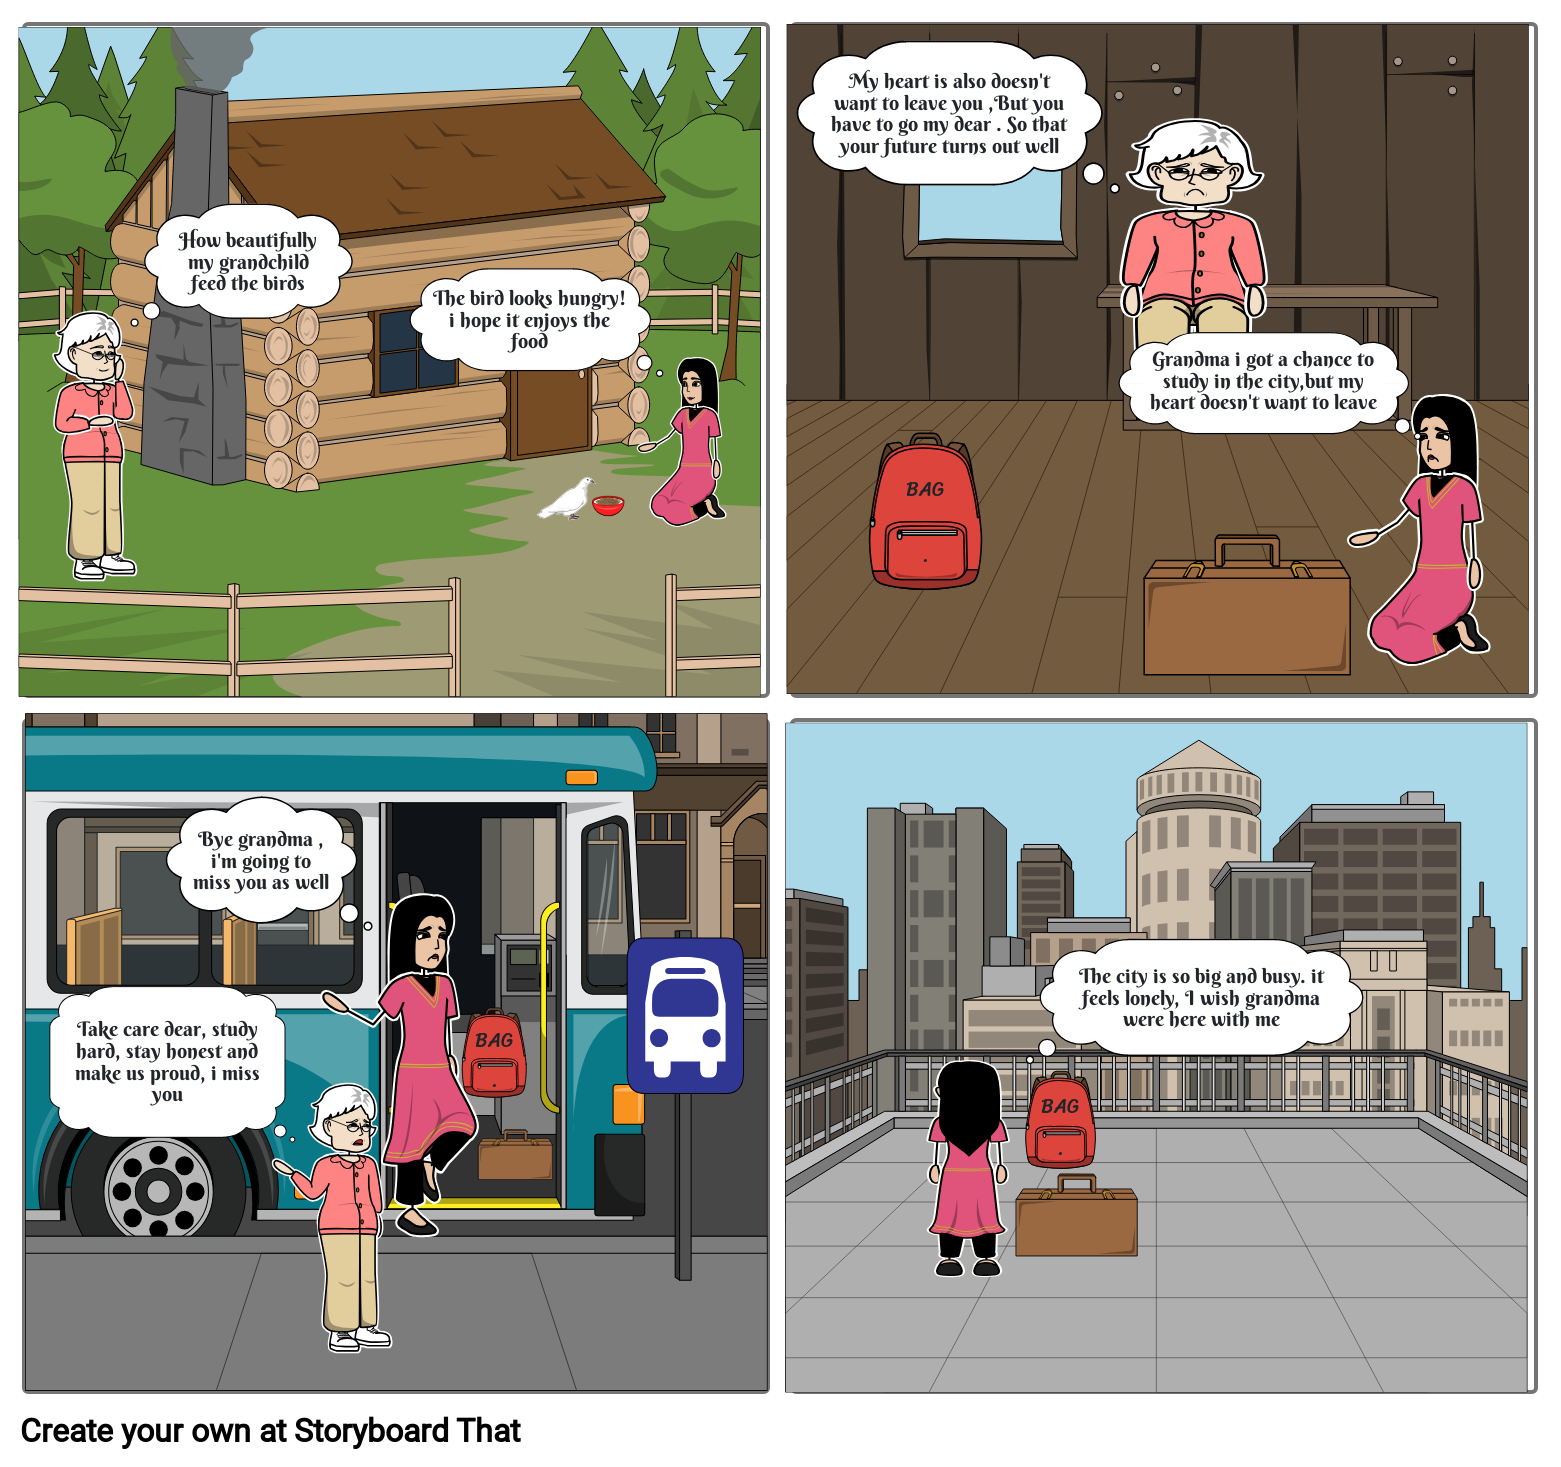 How beautifully
my grandchild
feed the birds
The bird looks hungry!
i hope it enjoys the
food
My heart is also doesn't
want to leave you ,But you
have to go my dear . So that
your future turns out well
Grandma i got a chance to
study in the city,but my
heart doesn't want to leave
BAG
Bye grandma ,
i'm going to
miss you as well
Take care dear, study
hard, stay honest and
make us proud, i miss
you
BAG
The city is so big and busy. it
feels lonely, I wish grandma
were here with me
BAG
Create your own at Storyboard That